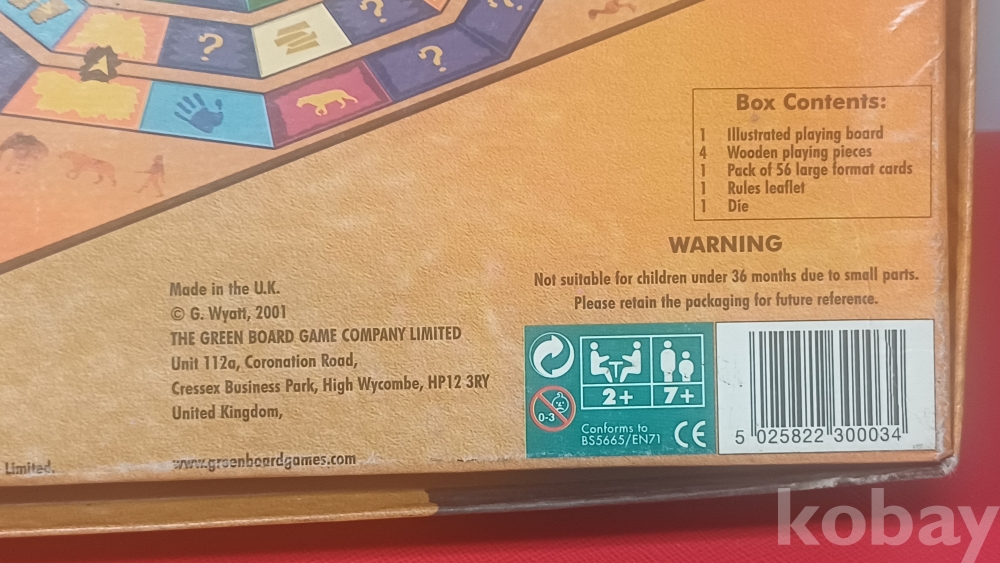 ?
?
?
?
Box Contents:
1 Illustrated playing board
4 Wooden playing pieces
1 Pack of 56 large format cards
1 Rules leaflet
1 Die
WARNING
Not suitable for children under 36 months due to small parts.
Please retain the packaging for future reference.
Made in the U.K.
© G. Wyatt, 2001
THE GREEN BOARD GAME COMPANY LIMITED
Unit 112a, Coronation Road,
Cressex Business Park, High Wycombe, HP12 3RY
United Kingdom,
Limited.
www.greenboardgames.com
2+ 7+
0-3
Conforms to
BS5665/EN71
CE
5 025822 300034
kobay